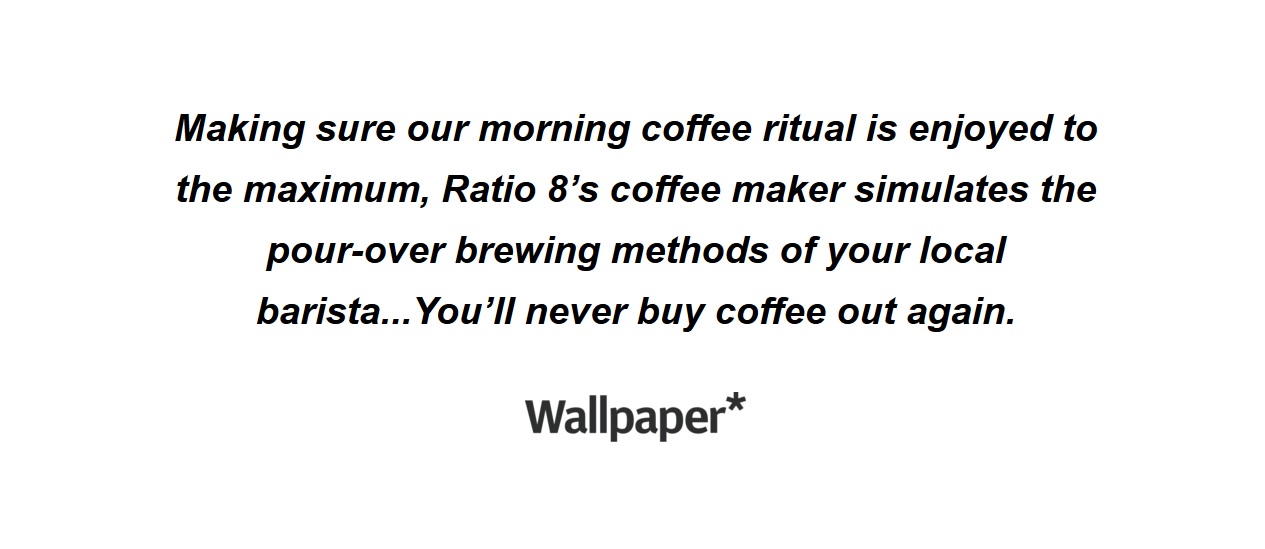 Making sure our morning coffee ritual is enjoyed to
the maximum, Ratio 8’s coffee maker simulates the
pour-over brewing methods of your local
barista...You’ll never buy coffee out again.
Wallpaper*